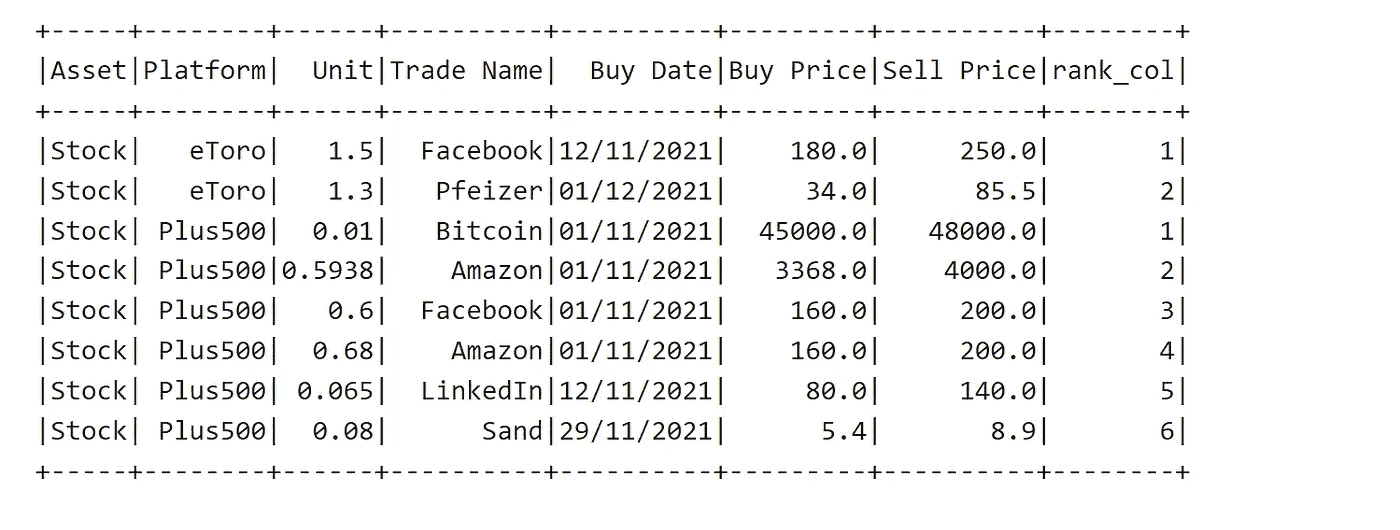 +-----+--------+------+----------+----------+---------+----------+--------+
|Asset|Platform|  Unit|Trade Name|  Buy Date|Buy Price|Sell Price|rank_col|
+-----+--------+------+----------+----------+---------+----------+--------+
|Stock|   eToro|   1.5|  Facebook|12/11/2021|    180.0|     250.0|       1|
|Stock|   eToro|   1.3|   Pfeizer|01/12/2021|     34.0|      85.5|       2|
|Stock| Plus500|  0.01|   Bitcoin|01/11/2021|  45000.0|   48000.0|       1|
|Stock| Plus500|0.5938|    Amazon|01/11/2021|   3368.0|    4000.0|       2|
|Stock| Plus500|   0.6|  Facebook|01/11/2021|    160.0|     200.0|       3|
|Stock| Plus500|  0.68|    Amazon|01/11/2021|    160.0|     200.0|       4|
|Stock| Plus500| 0.065|  LinkedIn|12/11/2021|     80.0|     140.0|       5|
|Stock| Plus500|  0.08|      Sand|29/11/2021|      5.4|       8.9|       6|
+-----+--------+------+----------+----------+---------+----------+--------+